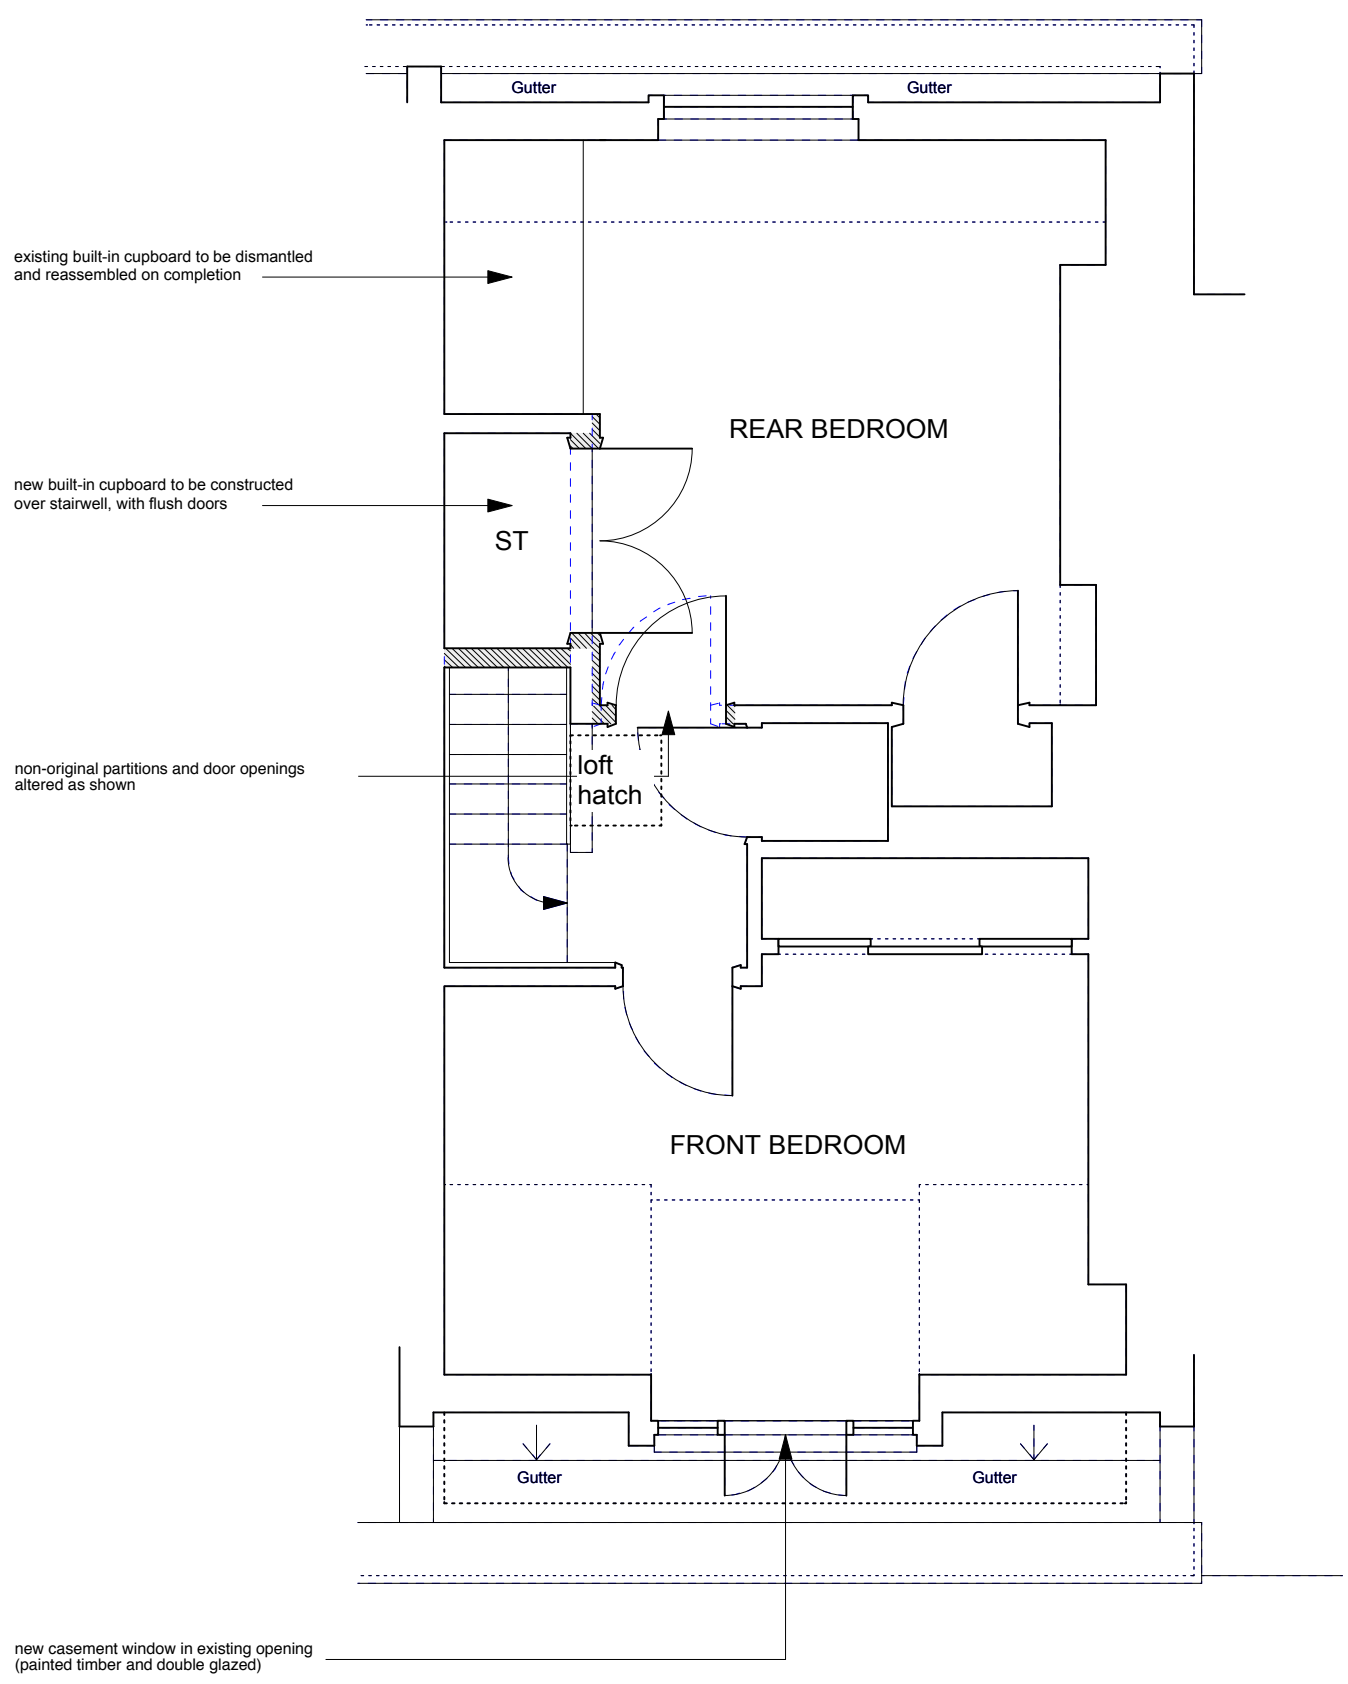 Gutter
Gutter
existing built-in cupboard to be dismantled
and reassembled on completion
REAR BEDROOM
new built-in cupboard to be constructed
over stairwell, with flush doors
ST
non-original partitions and door openings
altered as shown
loft
hatch
FRONT BEDROOM
Gutter
Gutter
new casement window in existing opening
(painted timber and double glazed)